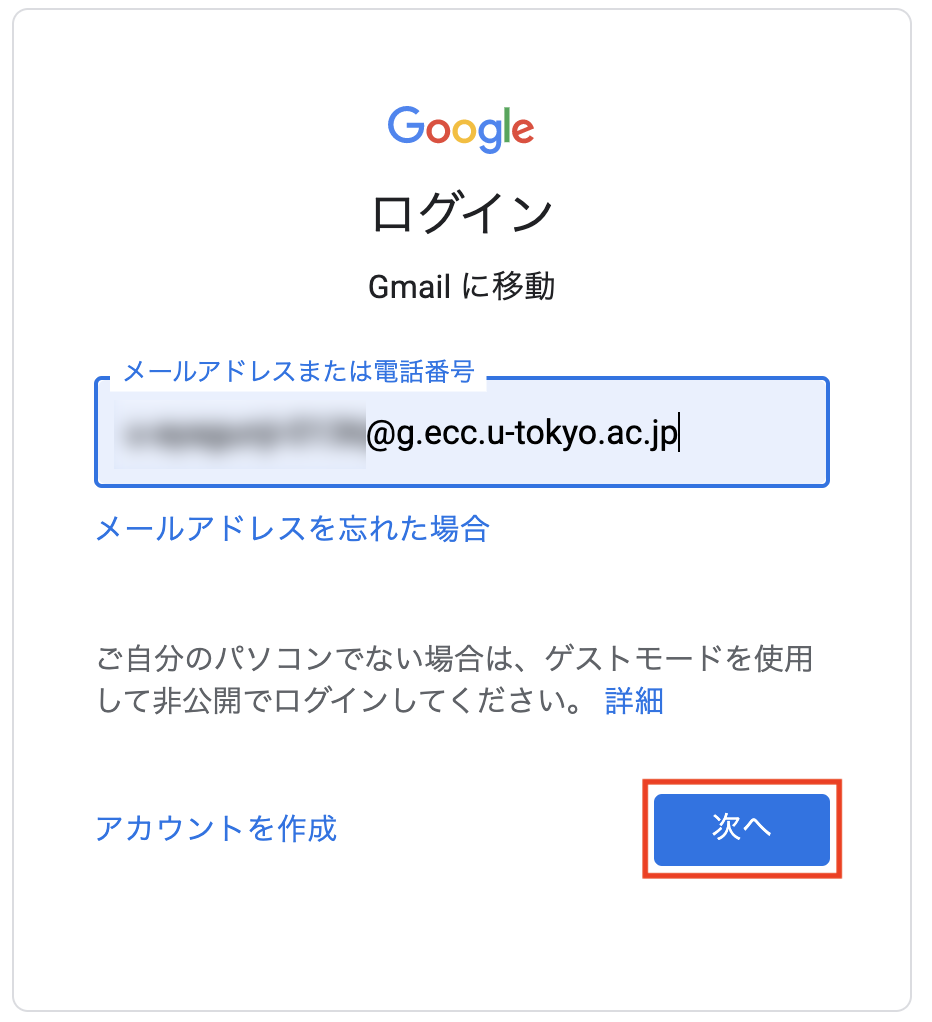 Google
ログイン
Gmail に移動
メールアドレスまたは電話番号
@g.ecc.u-tokyo.ac.jp
メールアドレスを忘れた場合
ご自分のパソコンでない場合は、ゲストモードを使用
して非公開でログインしてください。 詳細
アカウントを作成
次へ